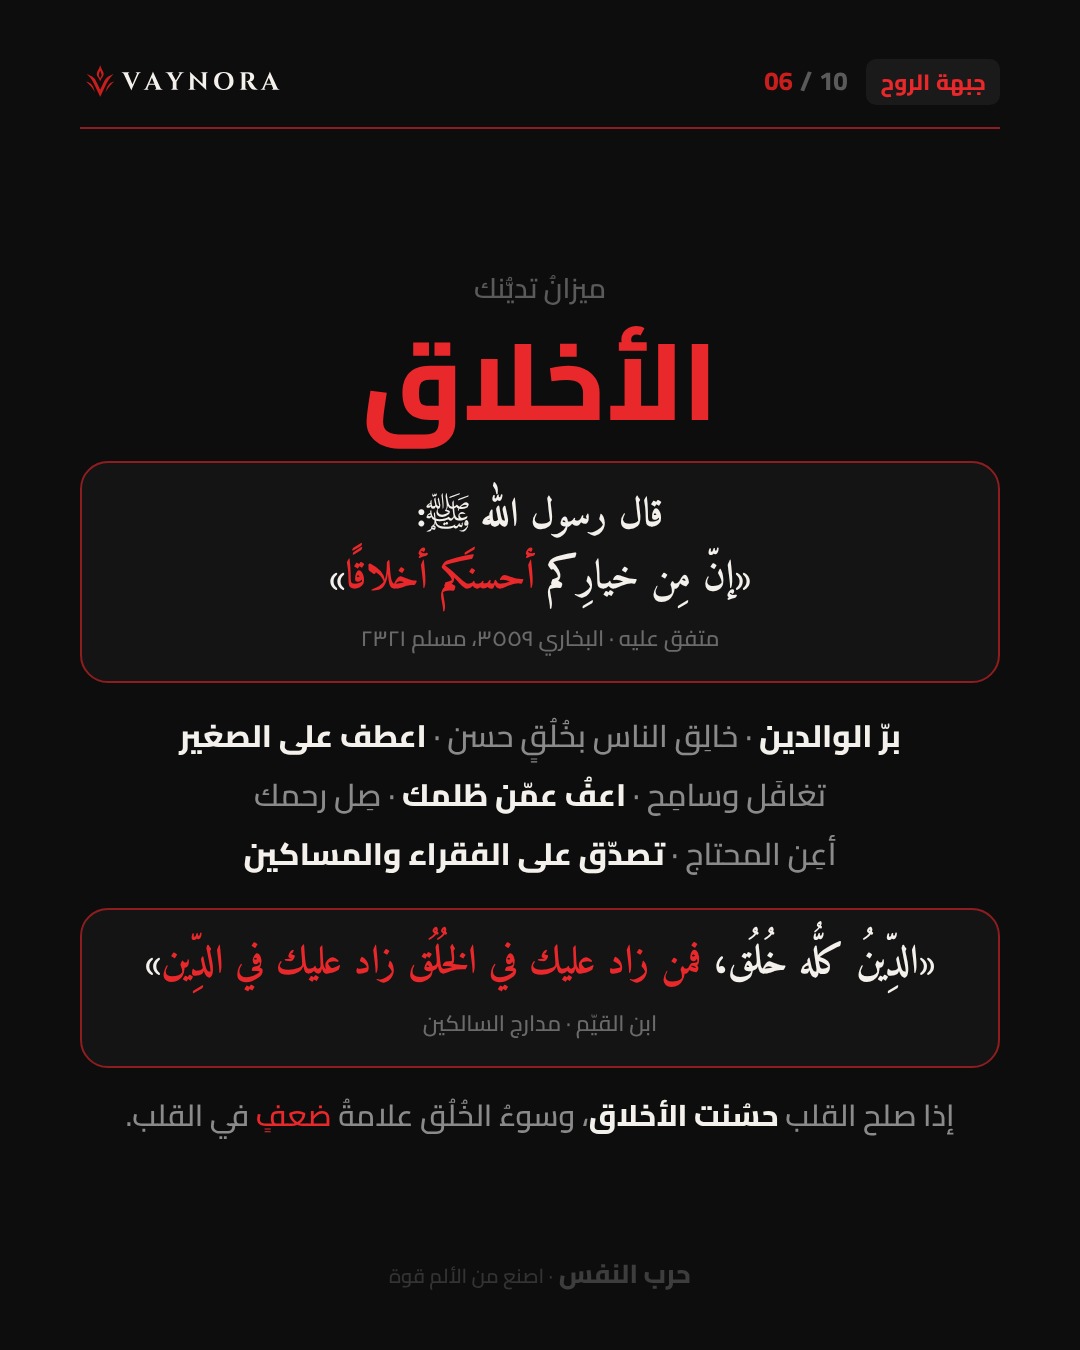 VAYNORA
جبهة الروح 06 / 10
ميزانُ تديُّنك
الأخلاق
قال رسول الله ﷺ:
«إنّ مِن خيارِكم أحسنَكم أخلاقًا»
متفق عليه · البخاري ٣٥٥٩، مسلم ٢٣٢١
برّ الوالدين · خالِق الناس بخُلُقٍ حسن · اعطف على الصغير
تغافَل وسامِح · اعفُ عمّن ظلمك · صِل رحمك
أعِن المحتاج · تصدّق على الفقراء والمساكين
«الدِّينُ كلُّه خُلُق، فمن زاد عليك في الخُلُق زاد عليك في الدِّين»
ابن القيّم · مدارج السالكين
إذا صلح القلب حسُنت الأخلاق، وسوءُ الخُلُق علامةُ ضعفٍ في القلب.
حرب النفس · اصنع من الألم قوة